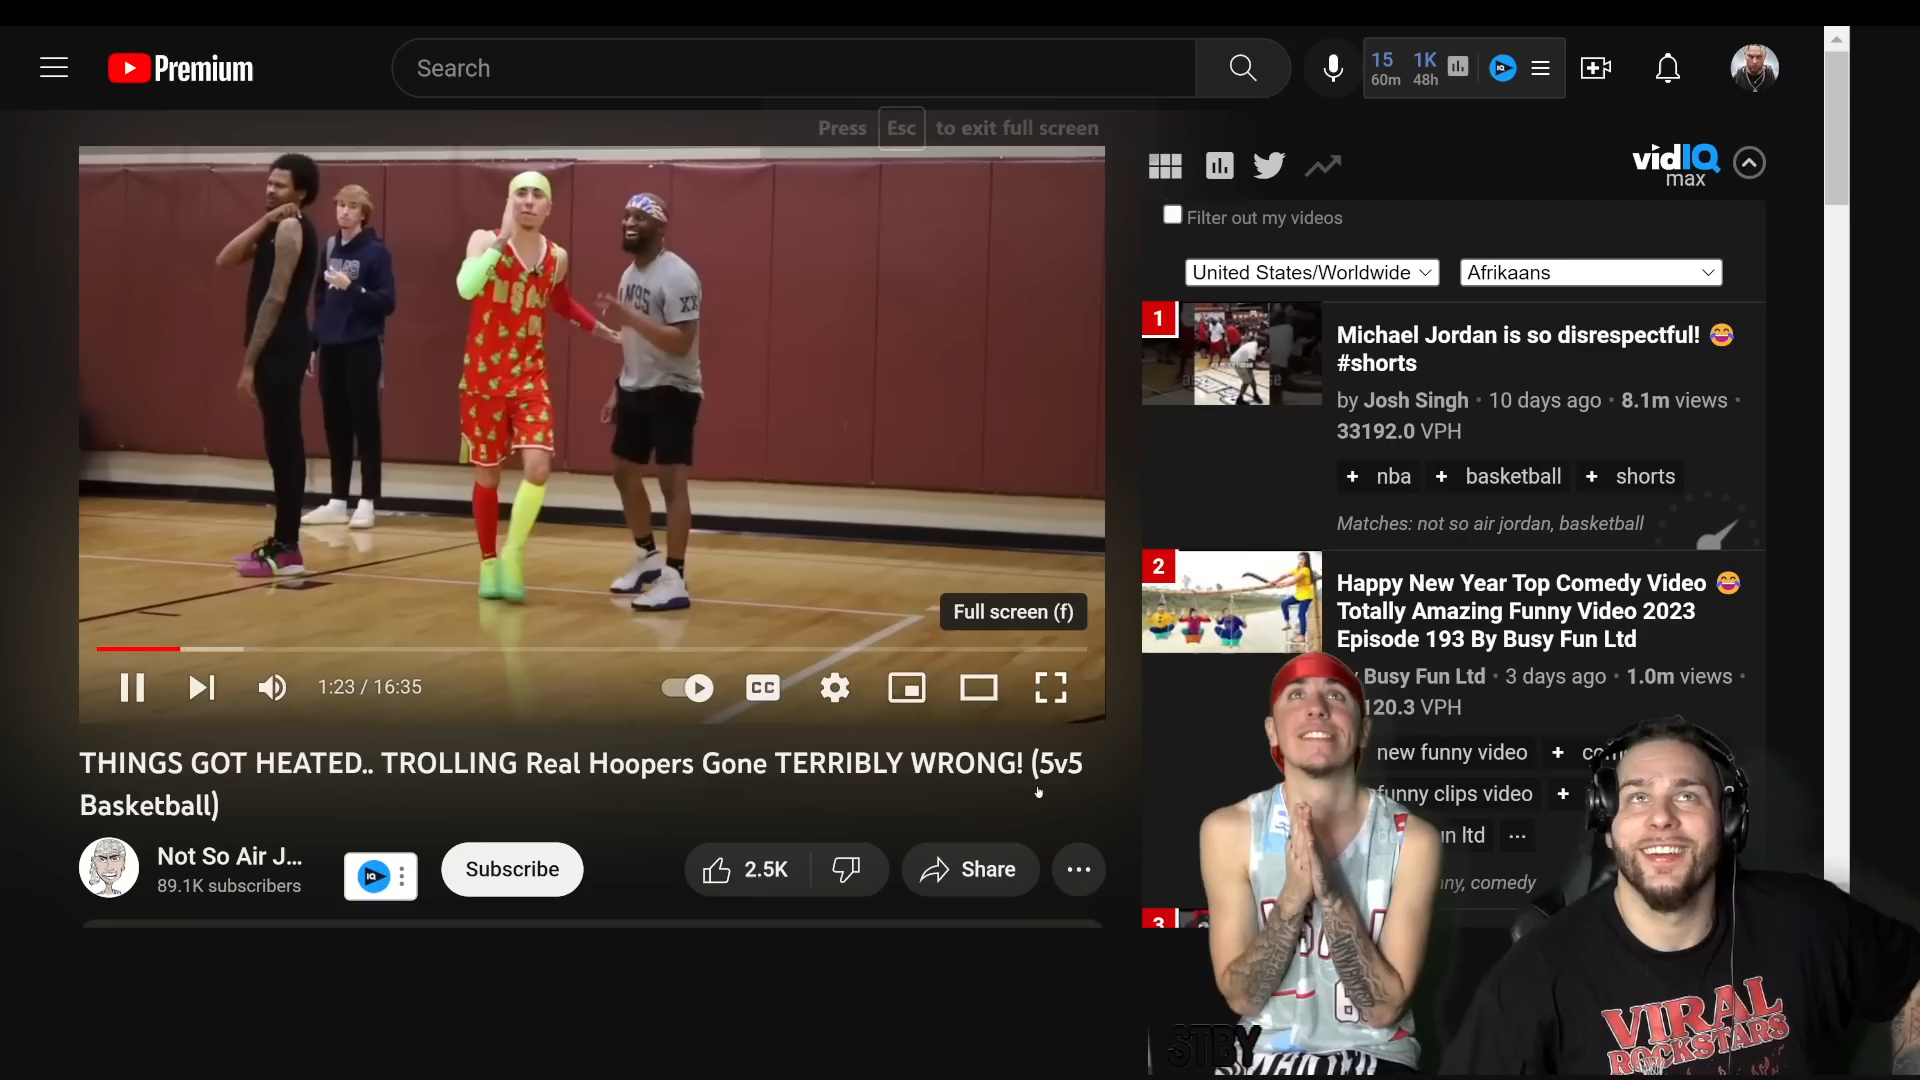 Premium
Search
15
60m
1K
48h
IQ
Press Esc to exit full screen
Full screen (f)
1:23 / 16:35
CC
THINGS GOT HEATED.. TROLLING Real Hoopers Gone TERRIBLY WRONG! (5v5
Basketball)
Not So Air J...
89.1K subscribers
IQ
Subscribe
2.5K
Share
vidIQ
max
Filter out my videos
United States/Worldwide
Afrikaans
1
Michael Jordan is so disrespectful! 😂
#shorts
by Josh Singh • 10 days ago • 8.1m views •
33192.0 VPH
+ nba + basketball + shorts
Matches: not so air jordan, basketball
2
Happy New Year Top Comedy Video 😂
Totally Amazing Funny Video 2023
Episode 193 By Busy Fun Ltd
Busy Fun Ltd • 3 days ago • 1.0m views •
120.3 VPH
new funny video +
funny clips video +
ltd ...
comedy
3
STBY
VIRAL
ROCKSTARS